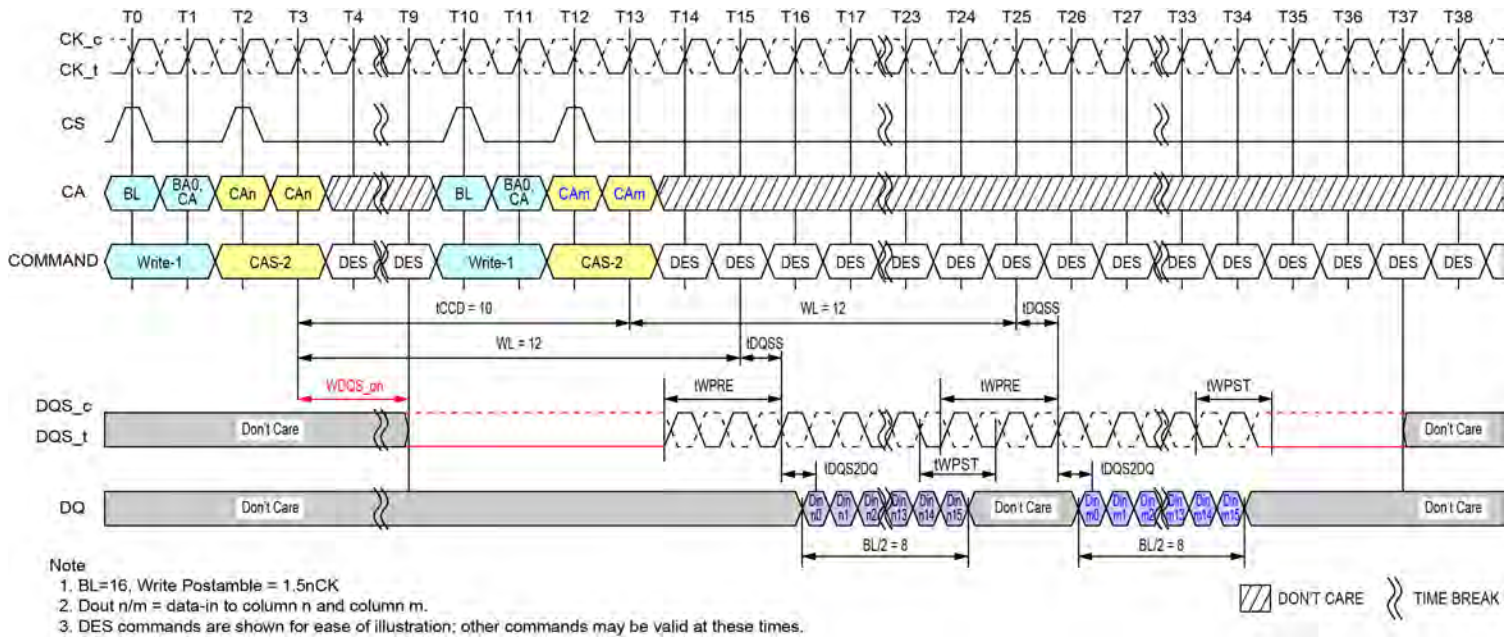 T0 T1 T2 T3 T4 T9 T10 T11 T12 T13 T14 T15 T16 T17 T23 T24 T25 T26 T27 T33 T34 T35 T36 T37 T38
CK_c
CK_t
CS
CA BL BA0, CA CAn CAn BL BA0, CA CAm CAm
COMMAND Write-1 CAS-2 DES DES Write-1 CAS-2 DES DES DES DES DES DES DES DES DES DES DES DES DES DES DES
tCCD = 10 WL = 12 tDQSS
WL = 12 tDQSS
WDQS_on tWPRE tWPRE tWPST
DQS_c
DQS_t Don't Care Don't Care
tDQS2DQ tWPST tDQS2DQ
DQ Don't Care Din n0 Din n1 Din n2 Din n13 Din n14 Din n15 Don't Care Din m0 Din m1 Din m2 Din m13 Din m14 Din m15 Don't Care
BL/2 = 8 BL/2 = 8
Note
1. BL=16, Write Postamble = 1.5nCK
2. Dout n/m = data-in to column n and column m.
3. DES commands are shown for ease of illustration; other commands may be valid at these times.
DON'T CARE TIME BREAK